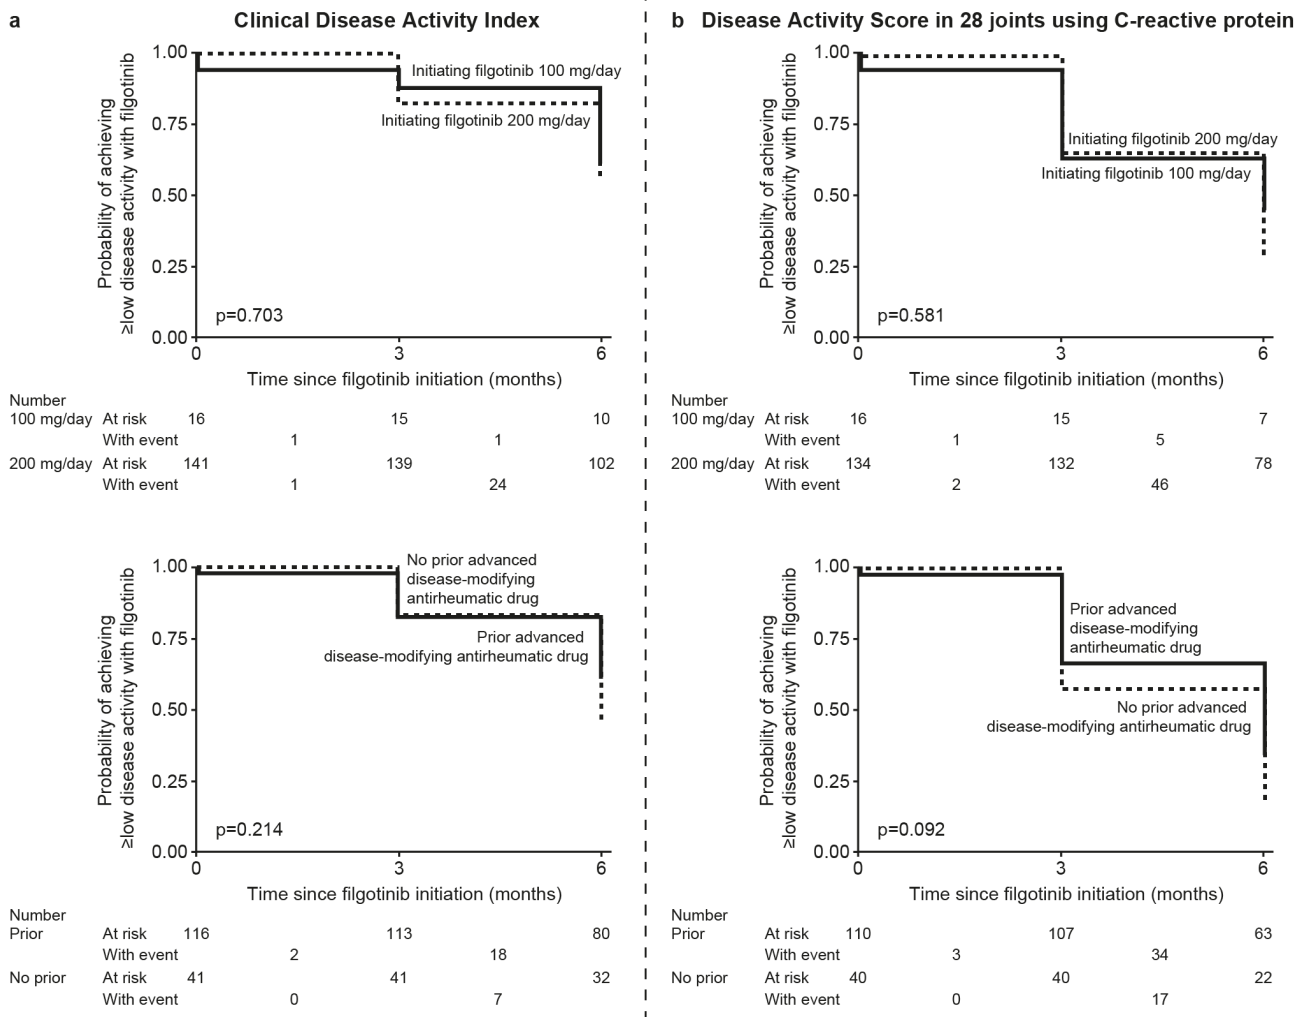 a Clinical Disease Activity Index
Probability of achieving
≥low disease activity with filgotinib
1.00
0.75
0.50
0.25
0.00
Initiating filgotinib 100 mg/day
Initiating filgotinib 200 mg/day
p=0.703
0 3 6
Time since filgotinib initiation (months)
Number
100 mg/day At risk 16 15 10
With event 1 1
200 mg/day At risk 141 139 102
With event 1 24
Probability of achieving
≥low disease activity with filgotinib
1.00
0.75
0.50
0.25
0.00
No prior advanced
disease-modifying
antirheumatic drug
Prior advanced
disease-modifying antirheumatic drug
p=0.214
0 3 6
Time since filgotinib initiation (months)
Number
Prior At risk 116 113 80
With event 2 18
No prior At risk 41 41 32
With event 0 7
b Disease Activity Score in 28 joints using C-reactive protein
Probability of achieving
≥low disease activity with filgotinib
1.00
0.75
0.50
0.25
0.00
Initiating filgotinib 200 mg/day
Initiating filgotinib 100 mg/day
p=0.581
0 3 6
Time since filgotinib initiation (months)
Number
100 mg/day At risk 16 15 7
With event 1 5
200 mg/day At risk 134 132 78
With event 2 46
Probability of achieving
≥low disease activity with filgotinib
1.00
0.75
0.50
0.25
0.00
Prior advanced
disease-modifying
antirheumatic drug
No prior advanced
disease-modifying antirheumatic drug
p=0.092
0 3 6
Time since filgotinib initiation (months)
Number
Prior At risk 110 107 63
With event 3 34
No prior At risk 40 40 22
With event 0 17